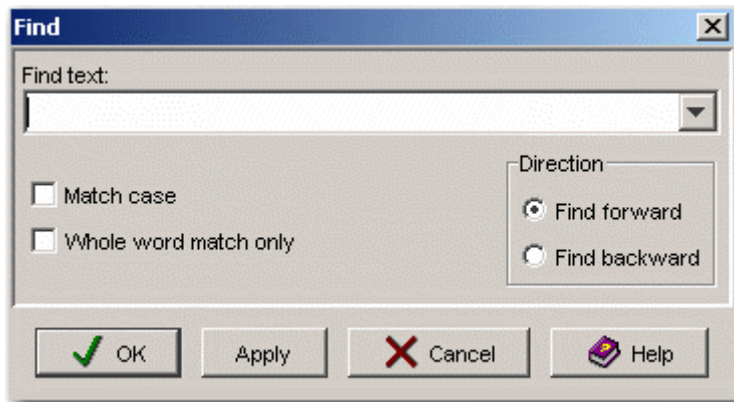 Find
Find text:
Direction
Match case
Find forward
Whole word match only
Find backward
OK Apply Cancel Help